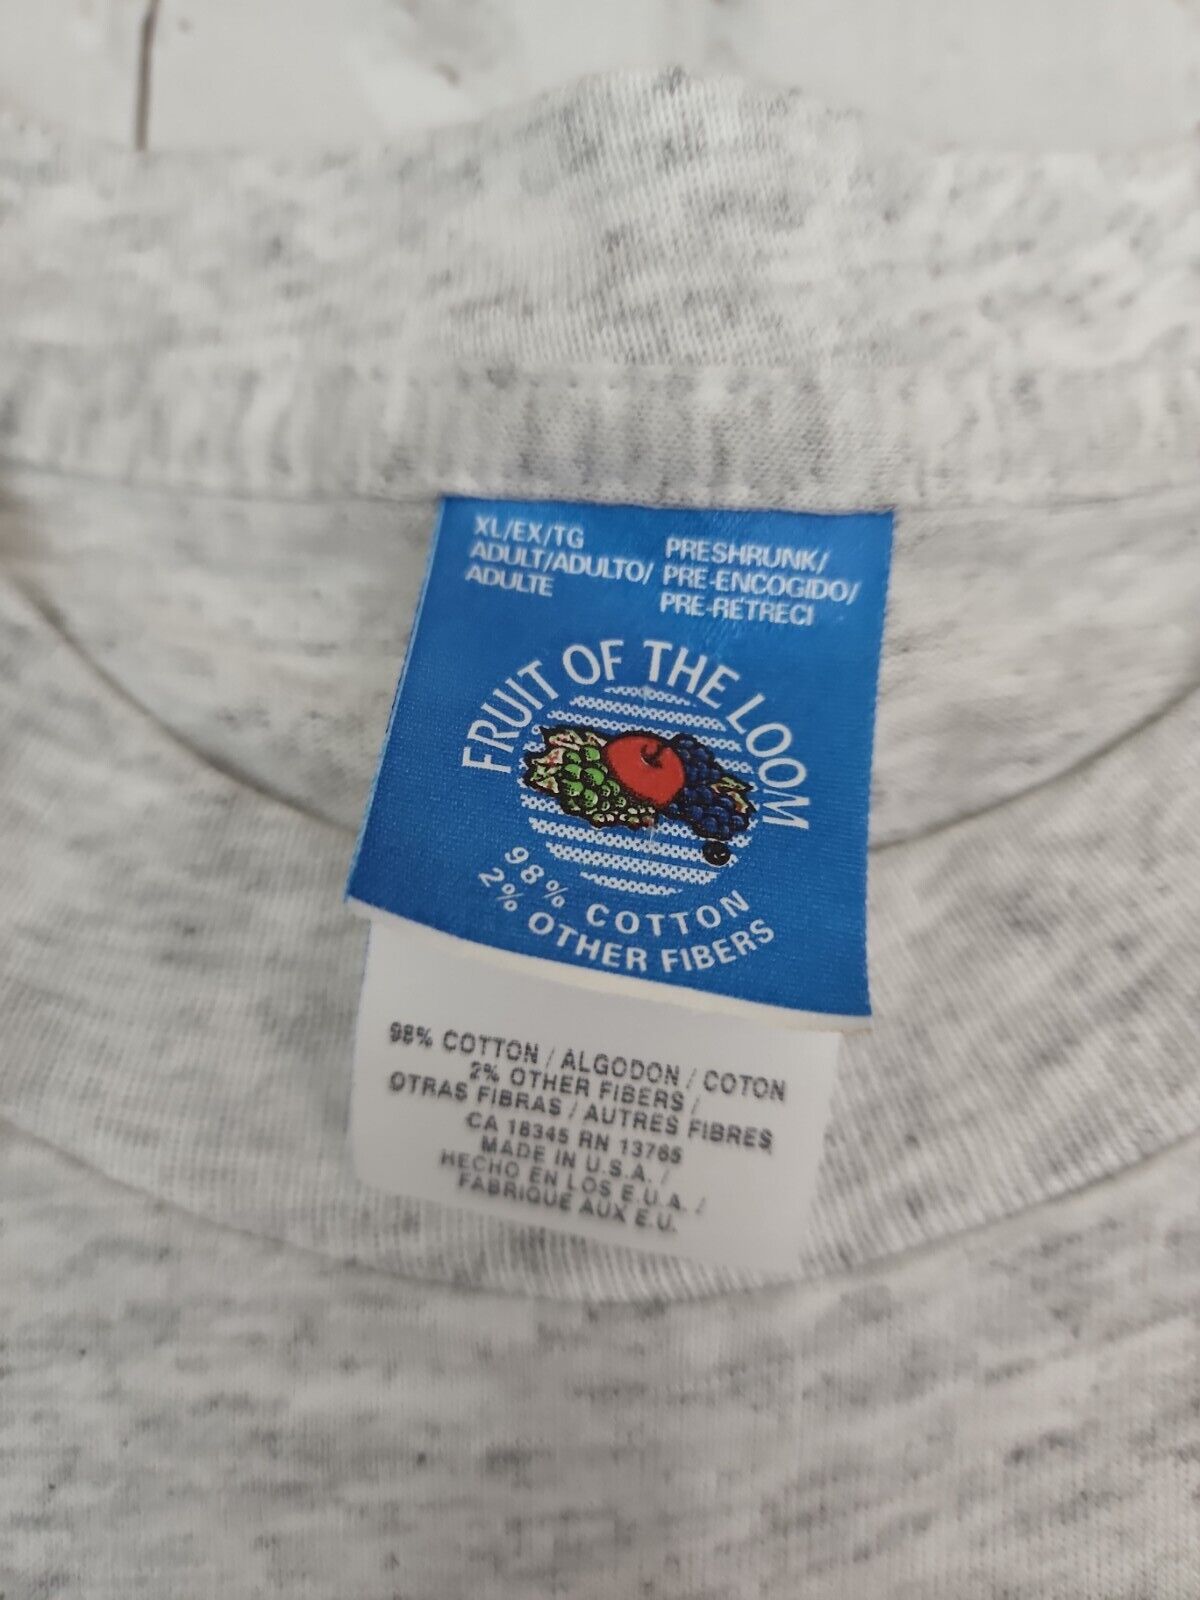 XL/EX/TG
ADULT/ADULTO/
ADULTE
PRESHRUNK/
PRE-ENCOGIDO/
PRE-RETRECI
FRUIT OF THE LOOM
98% COTTON
2% OTHER FIBERS
98% COTTON / ALGODON / COTON
2% OTHER FIBERS /
OTRAS FIBRAS / AUTRES FIBRES
CA 18345 RN 13765
MADE IN U.S.A. /
HECHO EN LOS E.U.A. /
FABRIQUE AUX E.U.